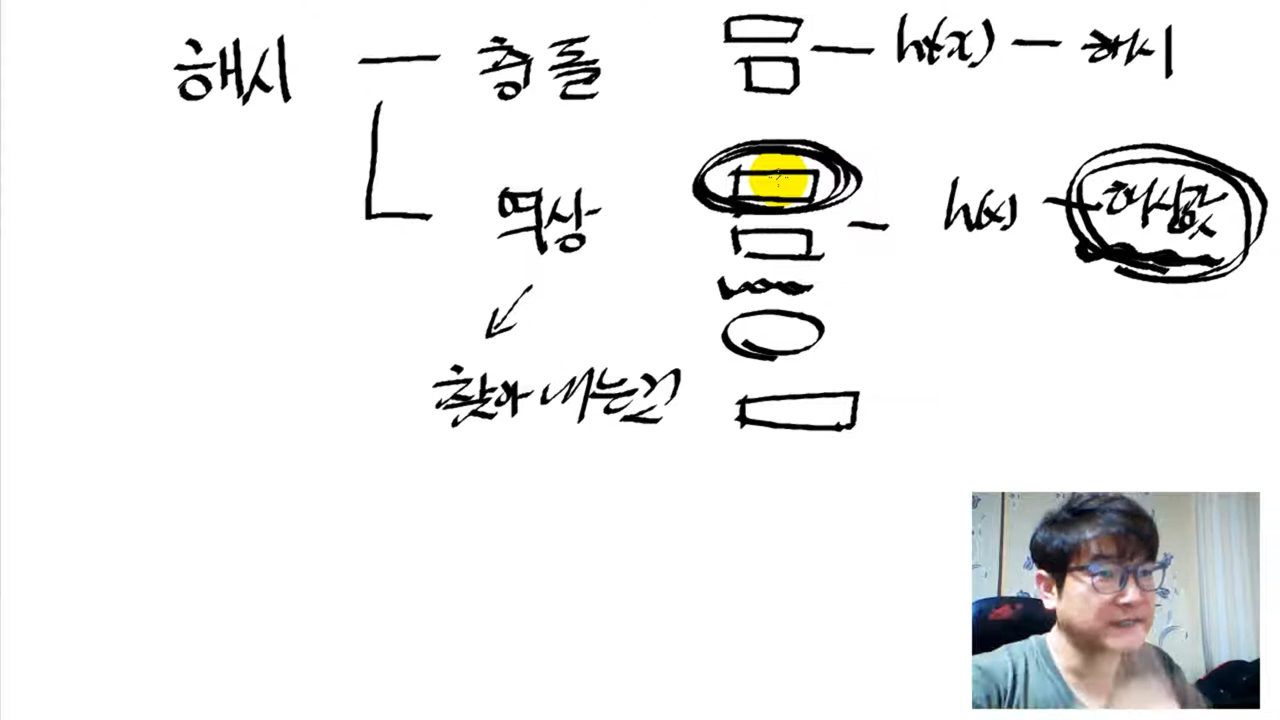 해시 충돌 h(x) 해시
역상 h(x) 해시값
찾아내는건